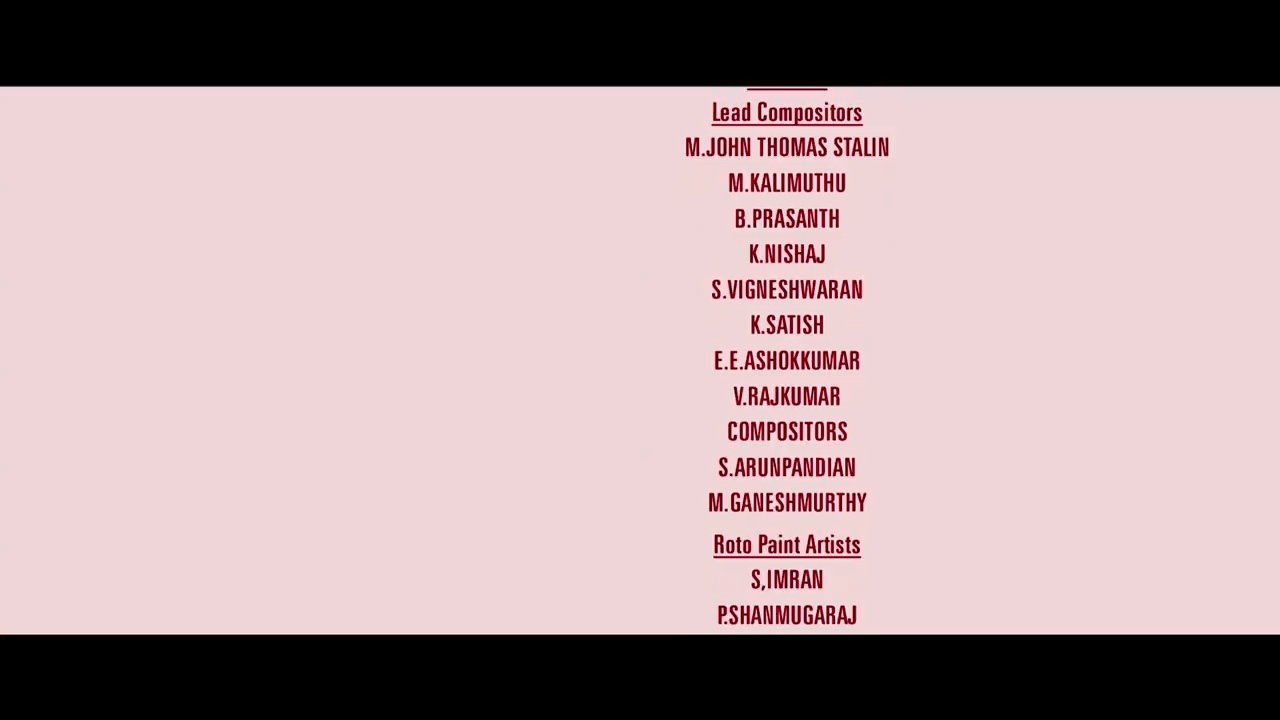 Lead Compositors
M.JOHN THOMAS STALIN
M.KALIMUTHU
B.PRASANTH
K.NISHAJ
S.VIGNESHWARAN
K.SATISH
E.E.ASHOKKUMAR
V.RAJKUMAR
COMPOSITORS
S.ARUNPANDIAN
M.GANESHMURTHY
Roto Paint Artists
S,IMRAN
P.SHANMUGARAJ